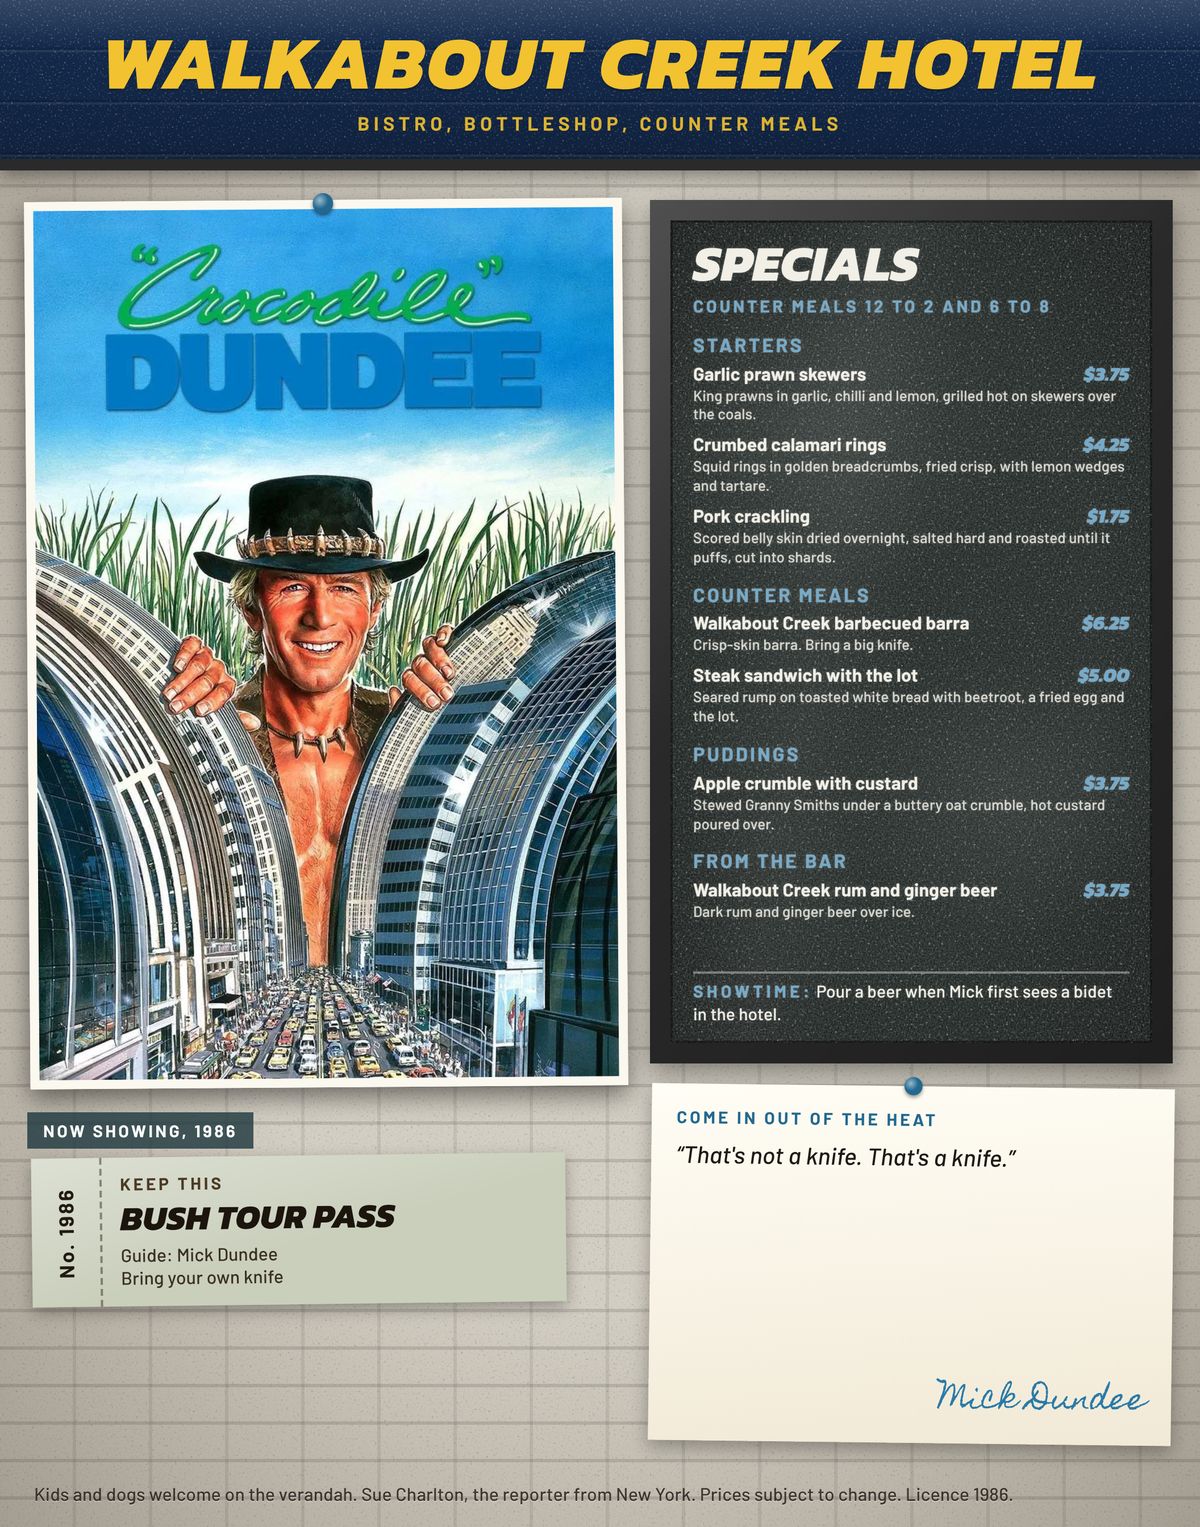 WALKABOUT CREEK HOTEL
BISTRO, BOTTLESHOP, COUNTER MEALS
“Crocodile”
DUNDEE
NOW SHOWING, 1986
No. 1986
KEEP THIS
BUSH TOUR PASS
Guide: Mick Dundee
Bring your own knife
SPECIALS
COUNTER MEALS 12 TO 2 AND 6 TO 8
STARTERS
Garlic prawn skewers $3.75
King prawns in garlic, chilli and lemon, grilled hot on skewers over
the coals.
Crumbed calamari rings $4.25
Squid rings in golden breadcrumbs, fried crisp, with lemon wedges
and tartare.
Pork crackling $1.75
Scored belly skin dried overnight, salted hard and roasted until it
puffs, cut into shards.
COUNTER MEALS
Walkabout Creek barbecued barra $6.25
Crisp-skin barra. Bring a big knife.
Steak sandwich with the lot $5.00
Seared rump on toasted white bread with beetroot, a fried egg and
the lot.
PUDDINGS
Apple crumble with custard $3.75
Stewed Granny Smiths under a buttery oat crumble, hot custard
poured over.
FROM THE BAR
Walkabout Creek rum and ginger beer $3.75
Dark rum and ginger beer over ice.
SHOWTIME: Pour a beer when Mick first sees a bidet
in the hotel.
COME IN OUT OF THE HEAT
“That's not a knife. That's a knife.”
Mick Dundee
Kids and dogs welcome on the verandah. Sue Charlton, the reporter from New York. Prices subject to change. Licence 1986.